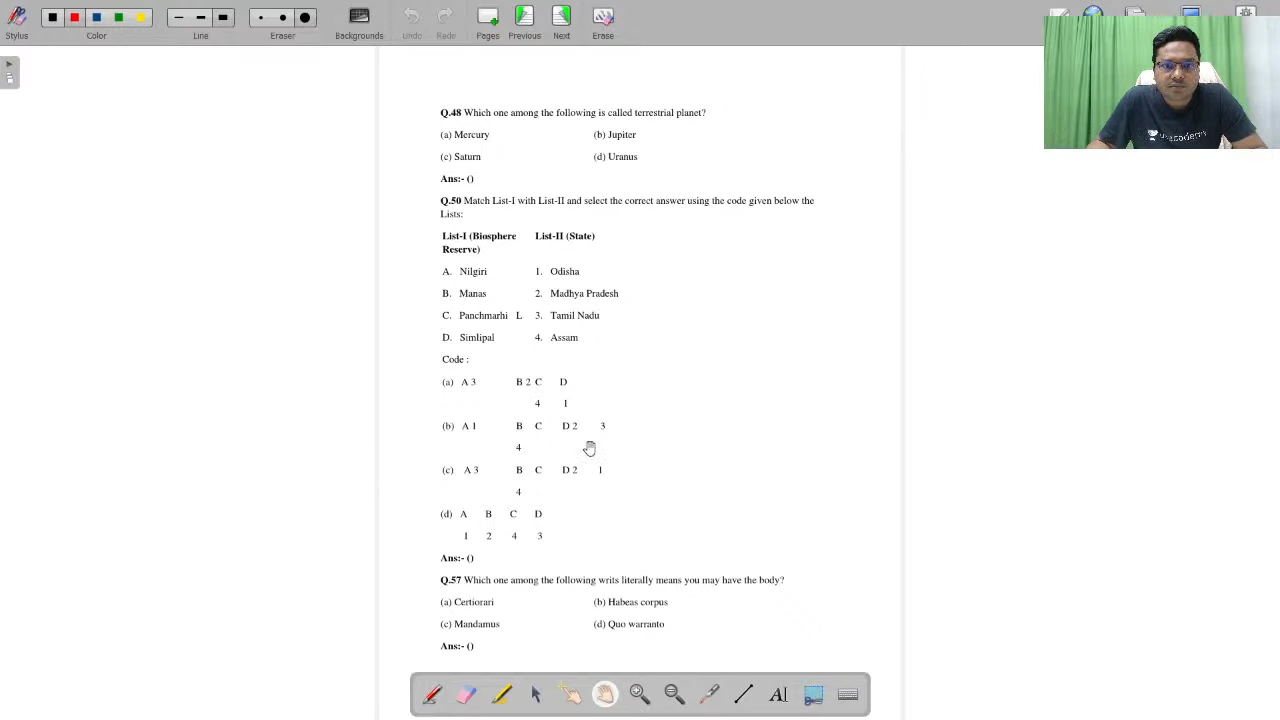 Stylus Color Line Eraser Backgrounds Undo Redo Pages Previous Next Erase
Q.48 Which one among the following is called terrestrial planet?
(a) Mercury (b) Jupiter
(c) Saturn (d) Uranus
Ans:- ()
Q.50 Match List-I with List-II and select the correct answer using the code given below the
Lists:
List-I (Biosphere List-II (State)
Reserve)
A. Nilgiri 1. Odisha
B. Manas 2. Madhya Pradesh
C. Panchmarhi L 3. Tamil Nadu
D. Simlipal 4. Assam
Code :
(a) A 3 B 2 C D
4 1
(b) A 1 B C D 2 3
4
(c) A 3 B C D 2 1
4
(d) A B C D
1 2 4 3
Ans:- ()
Q.57 Which one among the following writs literally means you may have the body?
(a) Certiorari (b) Habeas corpus
(c) Mandamus (d) Quo warranto
Ans:- ()